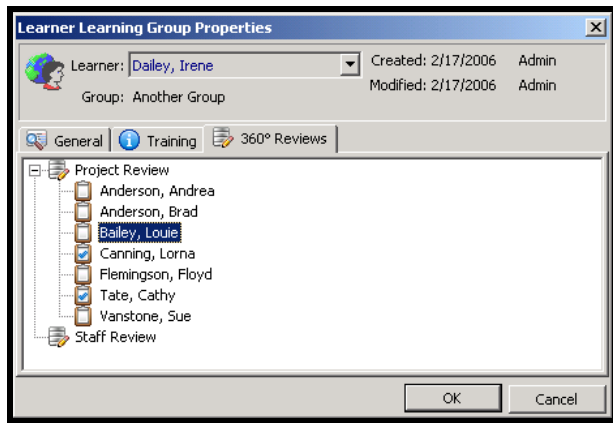 Learner Learning Group Properties
Learner: Dailey, Irene Created: 2/17/2006 Admin
Group: Another Group Modified: 2/17/2006 Admin
General Training 360° Reviews
Project Review
Anderson, Andrea
Anderson, Brad
Bailey, Louie
Canning, Lorna
Flemingson, Floyd
Tate, Cathy
Vanstone, Sue
Staff Review
OK Cancel